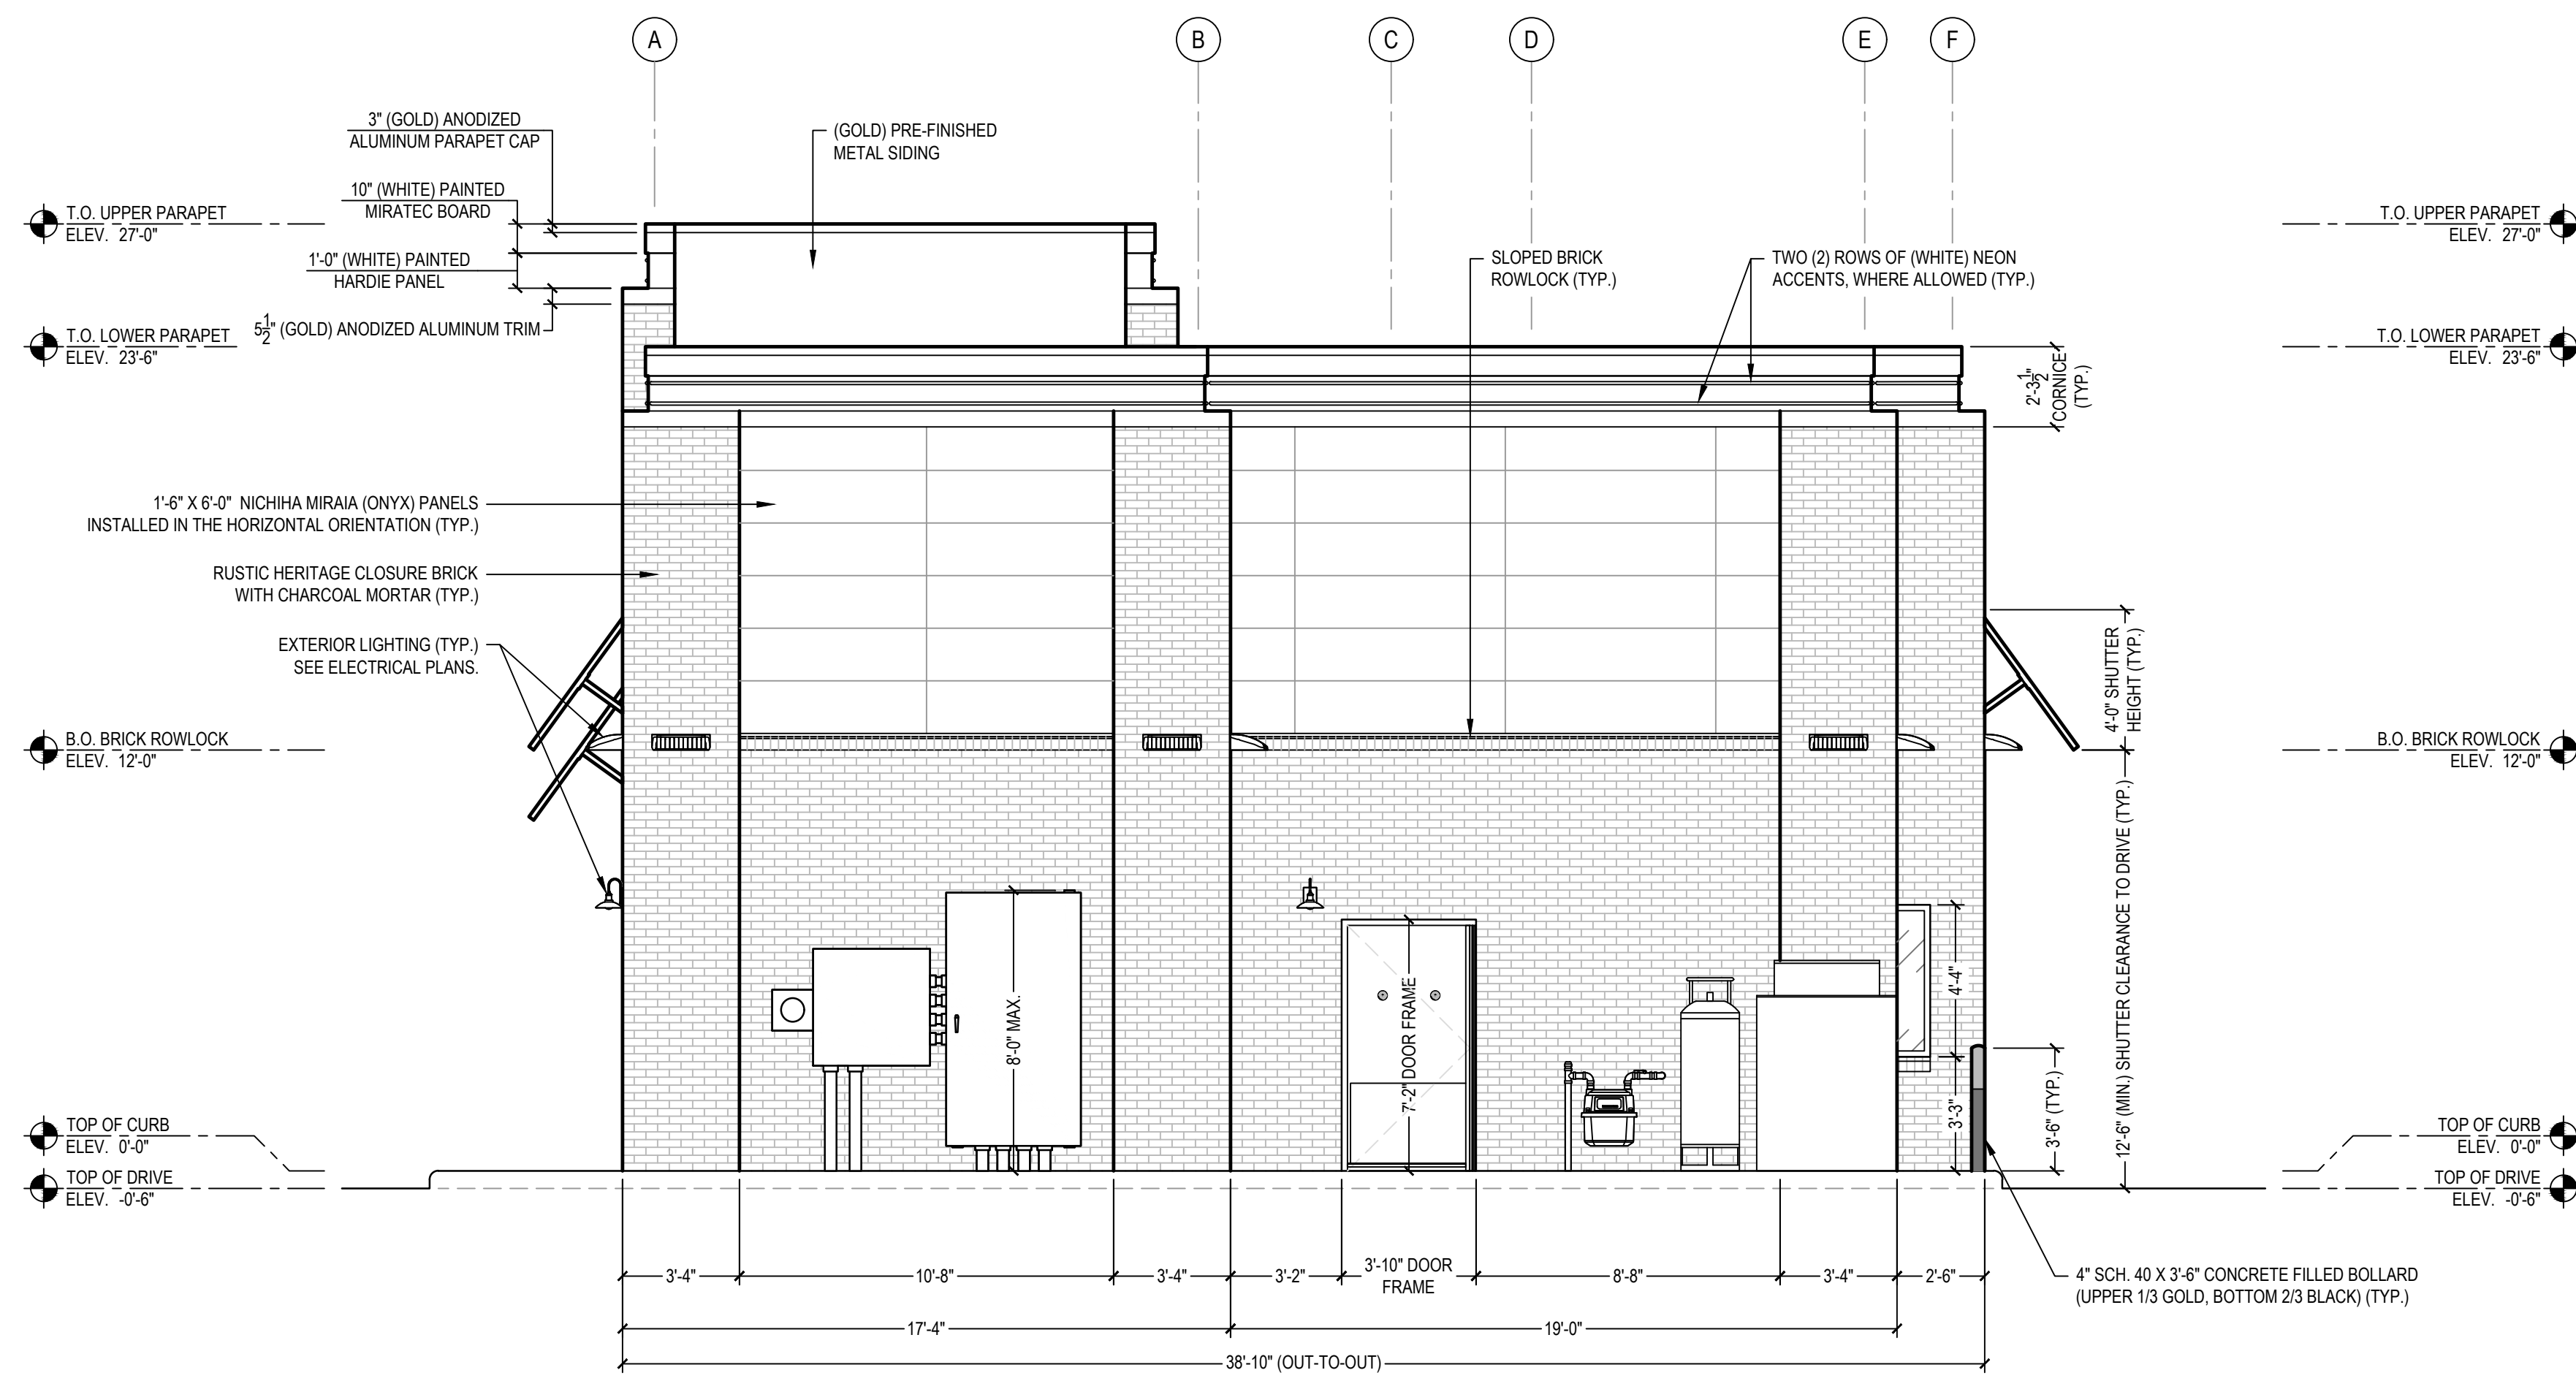 A
B
C
D
E
F
3" (GOLD) ANODIZED
ALUMINUM PARAPET CAP
(GOLD) PRE-FINISHED
METAL SIDING
10" (WHITE) PAINTED
MIRATEC BOARD
T.O. UPPER PARAPET
ELEV. 27'-0"
T.O. UPPER PARAPET
ELEV. 27'-0"
1'-0" (WHITE) PAINTED
HARDIE PANEL
SLOPED BRICK
ROWLOCK (TYP.)
TWO (2) ROWS OF (WHITE) NEON
ACCENTS, WHERE ALLOWED (TYP.)
5 1/2" (GOLD) ANODIZED ALUMINUM TRIM
T.O. LOWER PARAPET
ELEV. 23'-6"
T.O. LOWER PARAPET
ELEV. 23'-6"
2'-3 1/2"
CORNICE
(TYP.)
1'-6" X 6'-0" NICHIHA MIRAIA (ONYX) PANELS
INSTALLED IN THE HORIZONTAL ORIENTATION (TYP.)
RUSTIC HERITAGE CLOSURE BRICK
WITH CHARCOAL MORTAR (TYP.)
EXTERIOR LIGHTING (TYP.)
SEE ELECTRICAL PLANS.
4'-0" SHUTTER
HEIGHT (TYP.)
B.O. BRICK ROWLOCK
ELEV. 12'-0"
B.O. BRICK ROWLOCK
ELEV. 12'-0"
12'-6" (MIN.) SHUTTER CLEARANCE TO DRIVE (TYP.)
8'-0" MAX.
7'-2" DOOR FRAME
4'-4"
3'-3"
3'-6" (TYP.)
TOP OF CURB
ELEV. 0'-0"
TOP OF CURB
ELEV. 0'-0"
TOP OF DRIVE
ELEV. -0'-6"
TOP OF DRIVE
ELEV. -0'-6"
3'-4"
10'-8"
3'-4"
3'-2"
3'-10" DOOR
FRAME
8'-8"
3'-4"
2'-6"
4" SCH. 40 X 3'-6" CONCRETE FILLED BOLLARD
(UPPER 1/3 GOLD, BOTTOM 2/3 BLACK) (TYP.)
17'-4"
19'-0"
38'-10" (OUT-TO-OUT)